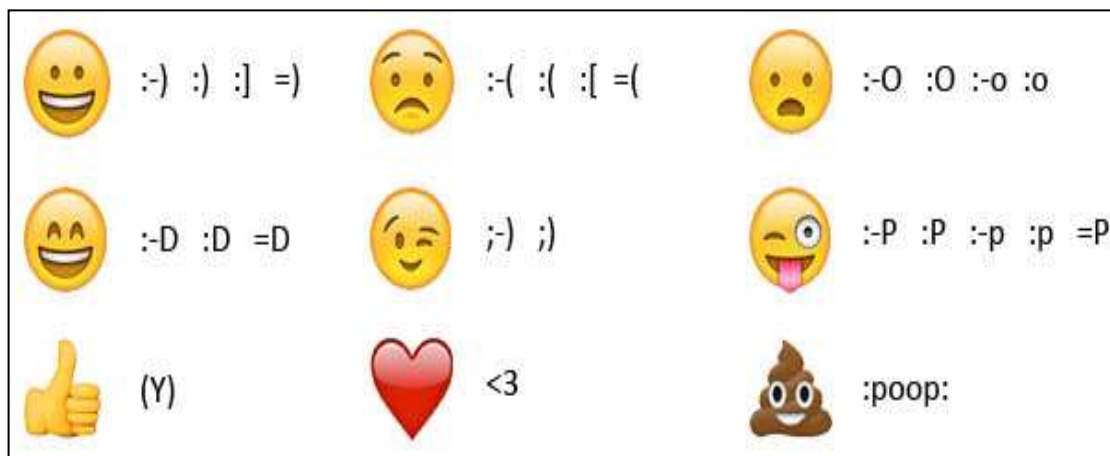 :-) :) :] =) :-( :( :[ =( :-O :O :-o :o
:-D :D =D ;-) ;) :-P :P :-p :p =P
(Y) <3 :poop: